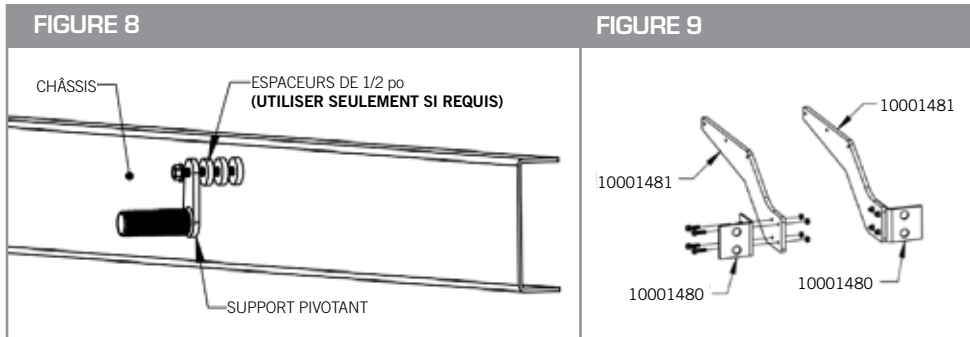 FIGURE 8
CHÂSSIS
ESPACEURS DE 1/2 po
(UTILISER SEULEMENT SI REQUIS)
SUPPORT PIVOTANT
FIGURE 9
10001481
10001481
10001480
10001480